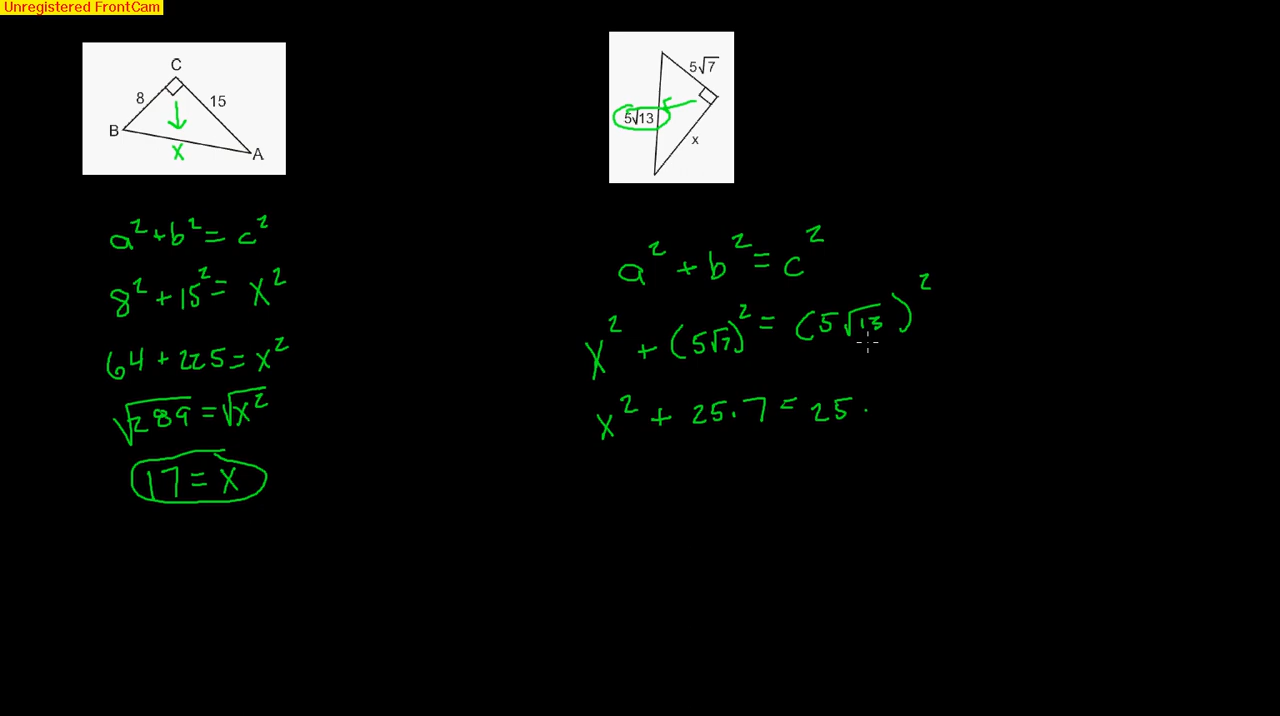 Unregistered FrontCam
C
8
15
B
X
A
a² + b² = c²
8² + 15² = x²
64 + 225 = x²
√289 = √x²
17 = x
5√7
5√13
x
a² + b² = c²
x² + (5√7)² = (5√13)²
x² + 25 · 7 = 25 ·